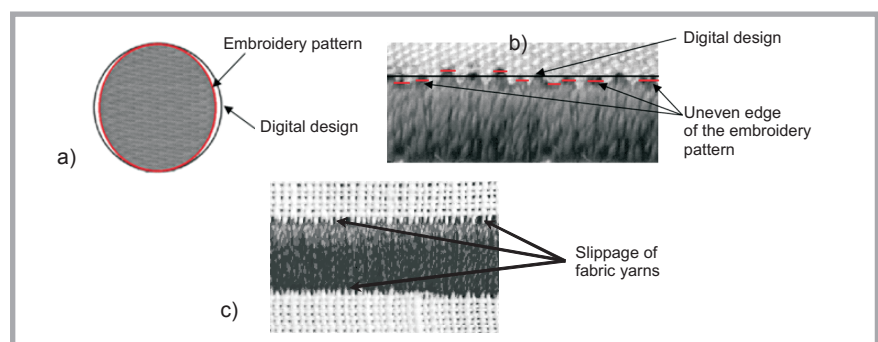 Embroidery pattern
Digital design
a)
b)
Digital design
Uneven edge
of the embroidery
pattern
Slippage of
fabric yarns
c)